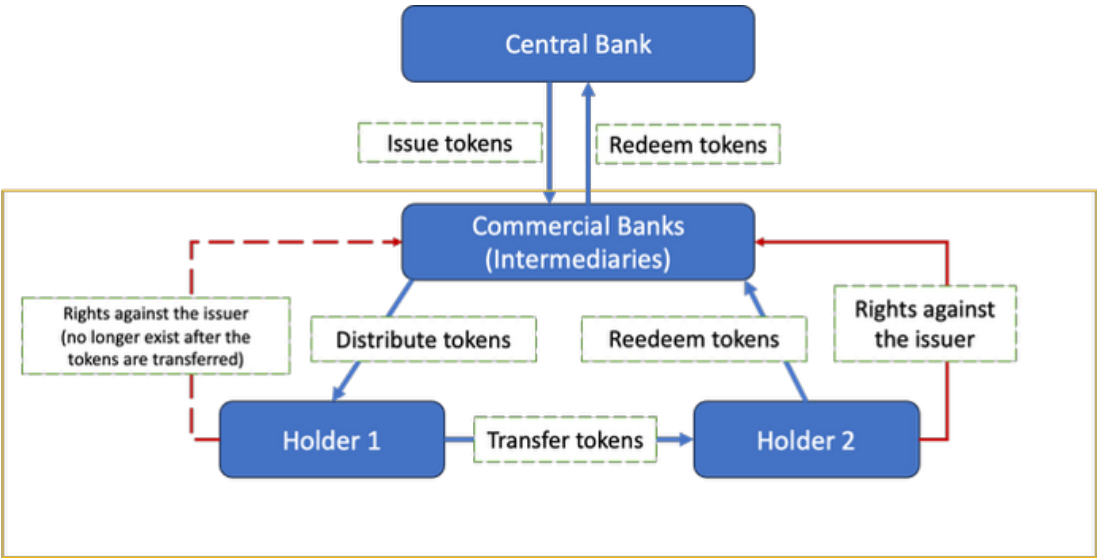 Central Bank
Issue tokens
Redeem tokens
Commercial Banks
(Intermediaries)
Rights against the issuer
(no longer exist after the
tokens are transferred)
Distribute tokens
Reedeem tokens
Rights against
the issuer
Holder 1
Transfer tokens
Holder 2